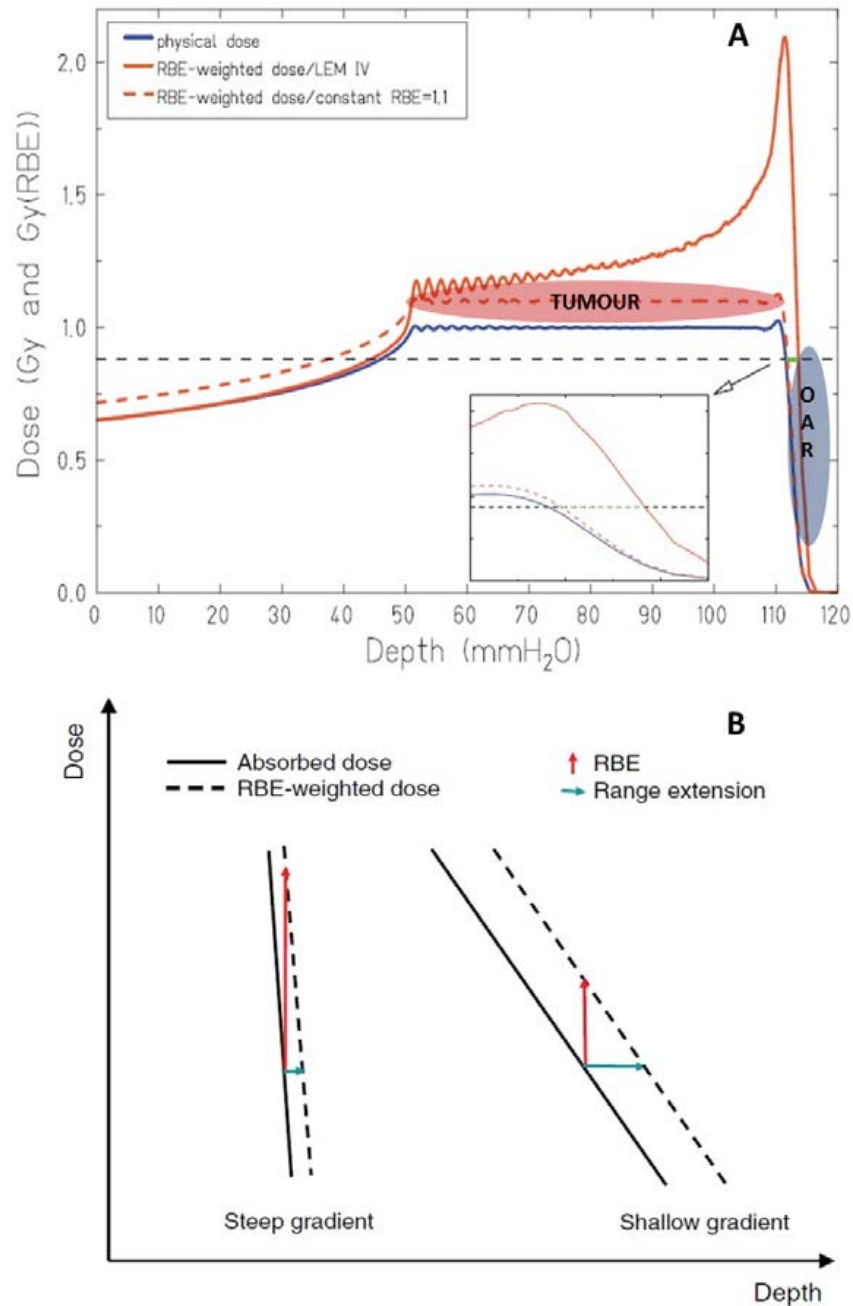 A
physical dose
RBE-weighted dose/LEM IV
RBE-weighted dose/constant RBE=1.1
Dose (Gy and Gy(RBE))
2.0
1.5
1.0
0.5
0.0
TUMOUR
O
A
R
0 10 20 30 40 50 60 70 80 90 100 110 120
Depth (mmH₂O)
B
Dose
Absorbed dose
RBE-weighted dose
RBE
Range extension
Steep gradient
Shallow gradient
Depth